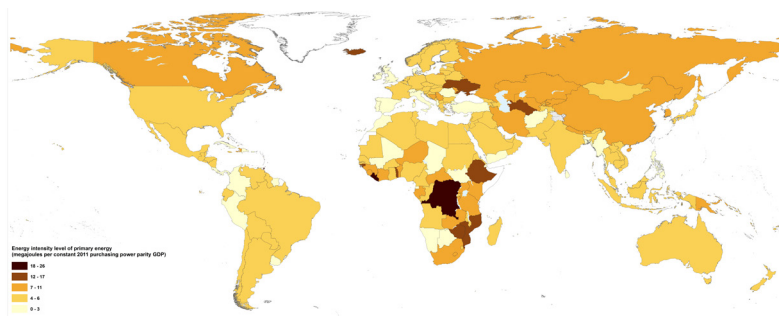 Energy intensity level of primary energy
(megajoules per constant 2011 purchasing power parity GDP)
18 - 26
12 - 17
7 - 11
4 - 6
0 - 3